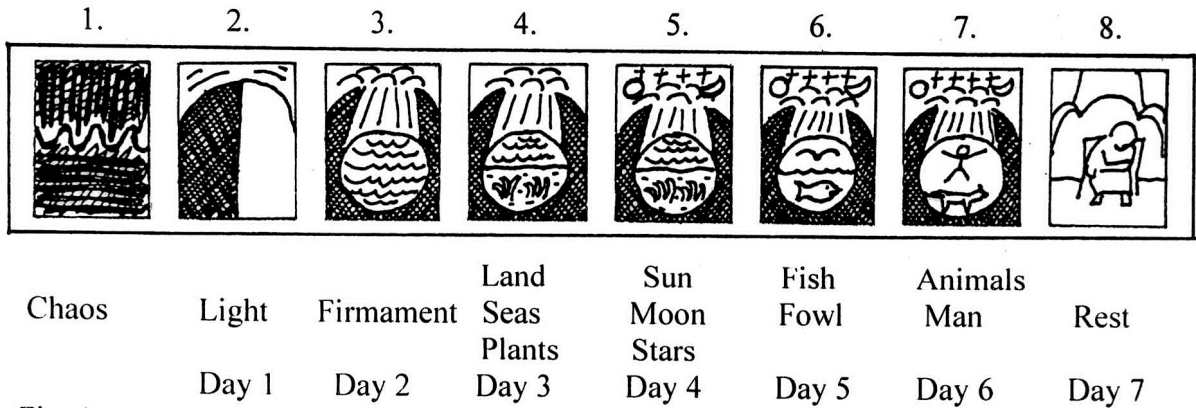 1. 2. 3. 4. 5. 6. 7. 8.
Land Sun Fish Animals
Chaos Light Firmament Seas Moon Fowl Man Rest
Plants Stars
Day 1 Day 2 Day 3 Day 4 Day 5 Day 6 Day 7